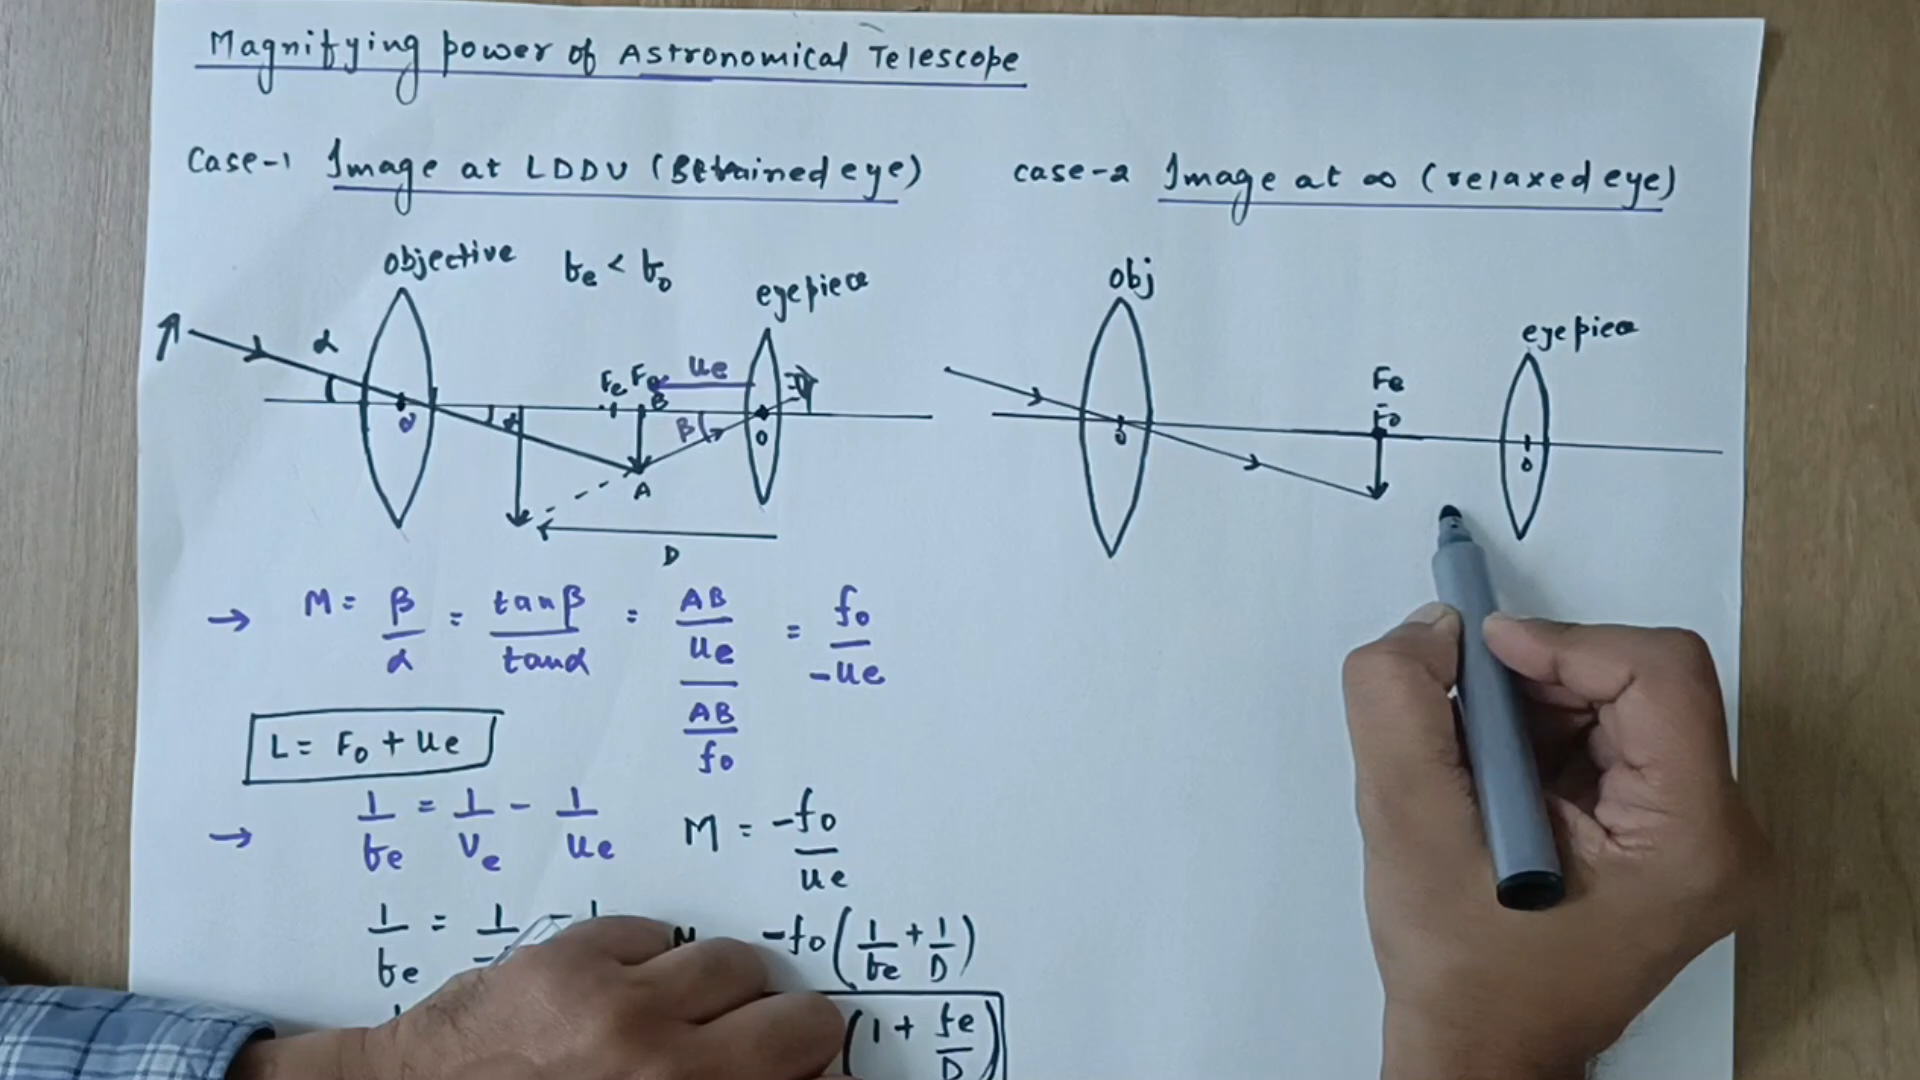 Magnifying power of Astronomical Telescope
Case-1 Image at LDDV (Strained eye)
objective
fe < fo
eyepiece
α
Fe Fo
ue
B
α
β
O
O
A
D
→ M = β/α = tanβ/tanα = (AB/ue)/(AB/fo) = fo/-ue
L = Fo + ue
→ 1/fe = 1/Ve - 1/ue
M = -fo/ue
1/fe = 1/- - 1
-fo(1/fe + 1/D)
(1 + fe/D)
case-2 Image at ∞ (relaxed eye)
obj
eyepiece
Fe
Fo
O
O